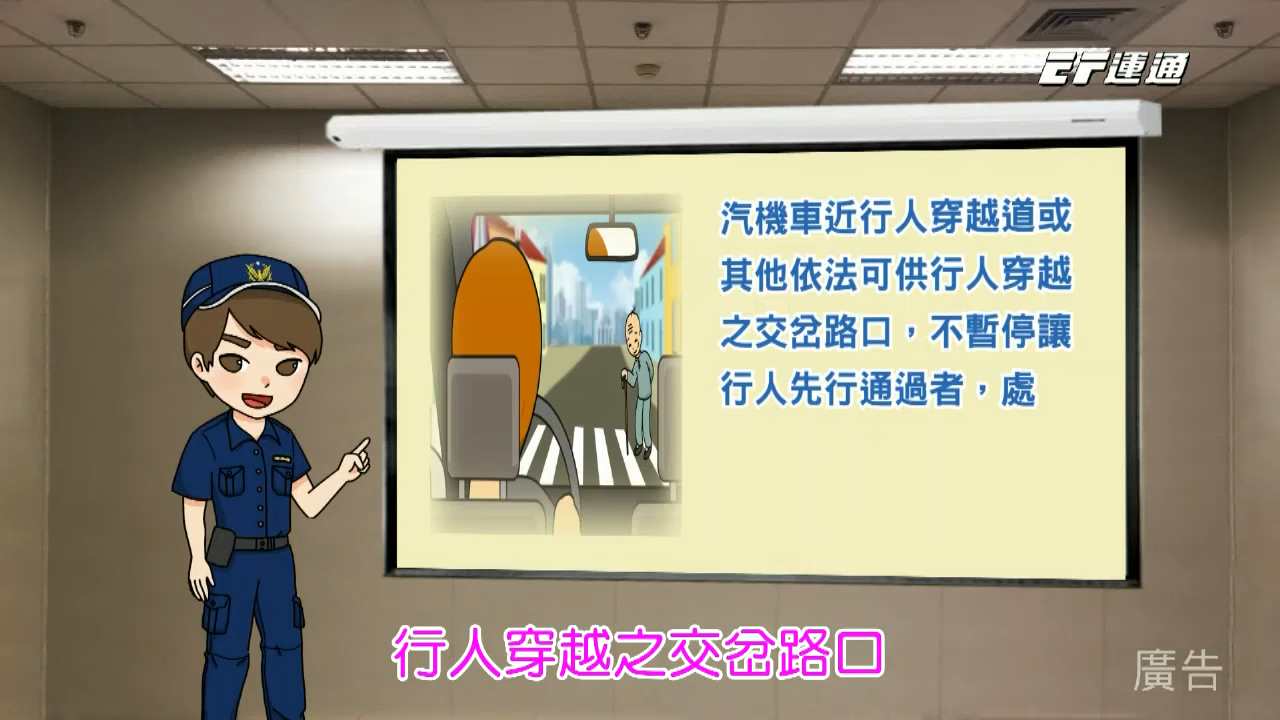 ET運通
汽機車近行人穿越道或
其他依法可供行人穿越
之交岔路口，不暫停讓
行人先行通過者，處
行人穿越之交岔路口
廣告